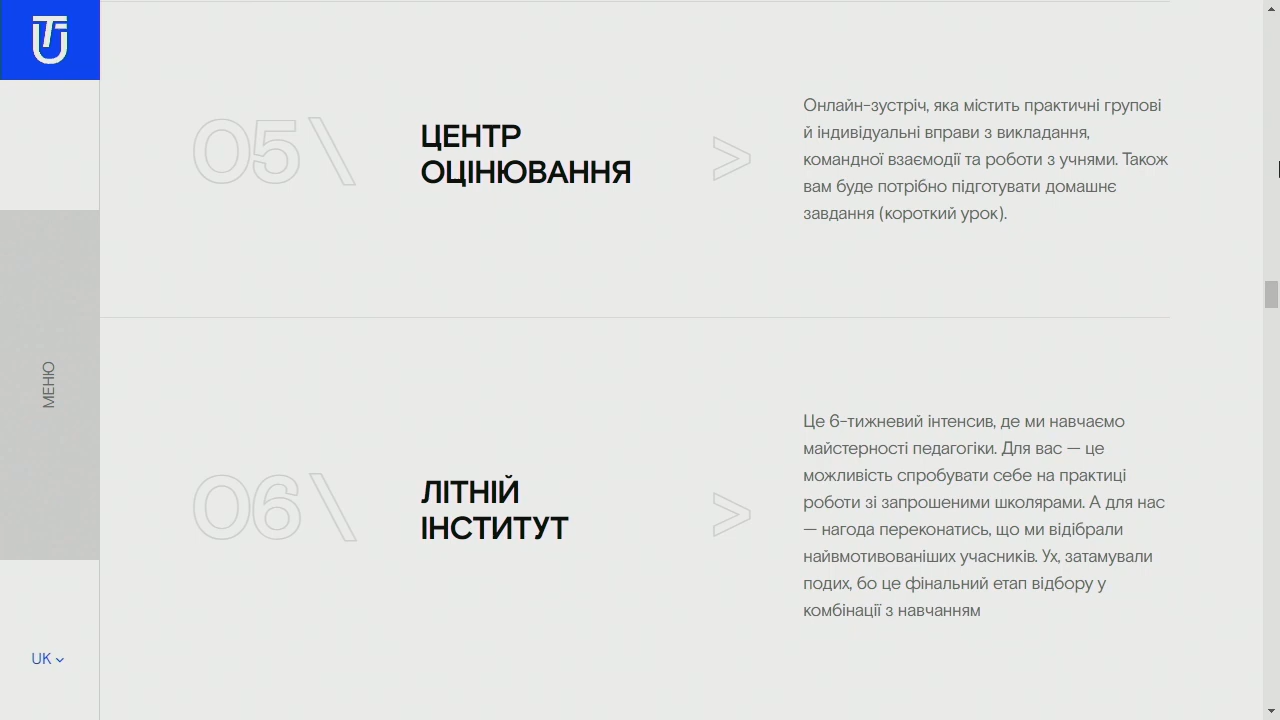 05\
ЦЕНТР
ОЦІНЮВАННЯ
>
Онлайн-зустріч, яка містить практичні групові
й індивідуальні вправи з викладання,
командної взаємодії та роботи з учнями. Також
вам буде потрібно підготувати домашнє
завдання (короткий урок).
МЕНЮ
06\
ЛІТНІЙ
ІНСТИТУТ
>
Це 6-тижневий інтенсив, де ми навчаємо
майстерності педагогіки. Для вас — це
можливість спробувати себе на практиці
роботи зі запрошеними школярами. А для нас
— нагода переконатись, що ми відібрали
найвмотивованіших учасників. Ух, затамували
подих, бо це фінальний етап відбору у
комбінації з навчанням
UK